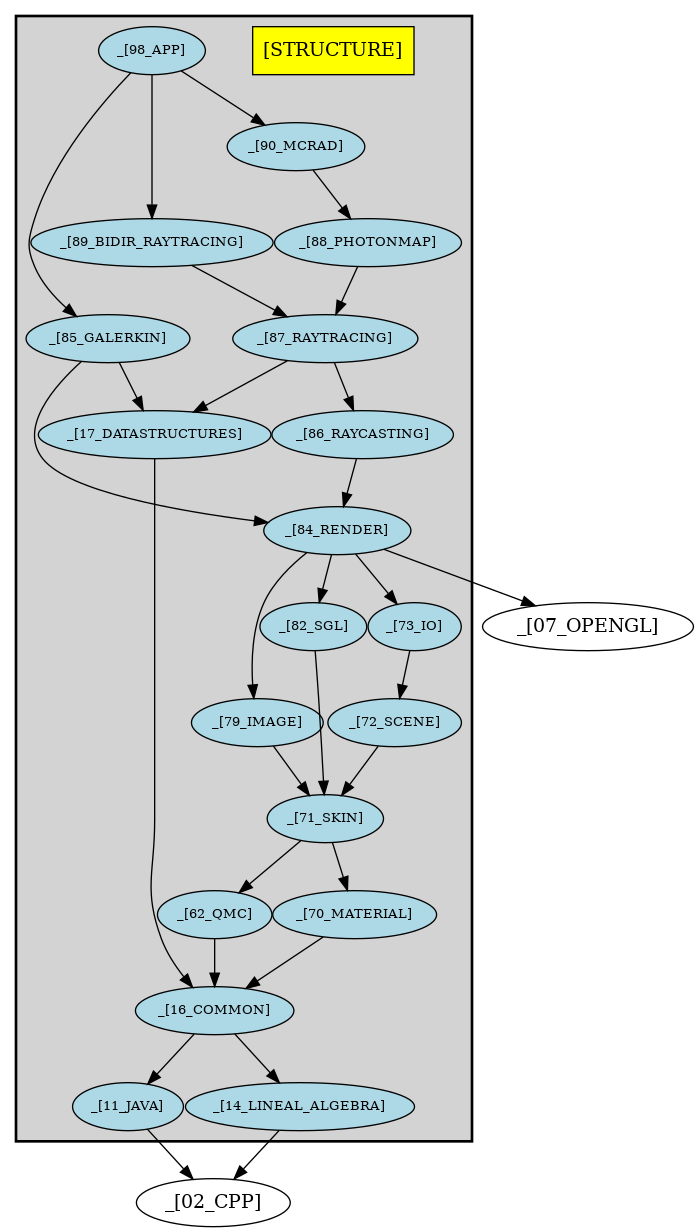 _[98_APP]
[STRUCTURE]
_[90_MCRAD]
_[89_BIDIR_RAYTRACING]
_[88_PHOTONMAP]
_[85_GALERKIN]
_[87_RAYTRACING]
_[17_DATASTRUCTURES]
_[86_RAYCASTING]
_[84_RENDER]
_[82_SGL]
_[73_IO]
_[07_OPENGL]
_[79_IMAGE]
_[72_SCENE]
_[71_SKIN]
_[62_QMC]
_[70_MATERIAL]
_[16_COMMON]
_[11_JAVA]
_[14_LINEAL_ALGEBRA]
_[02_CPP]